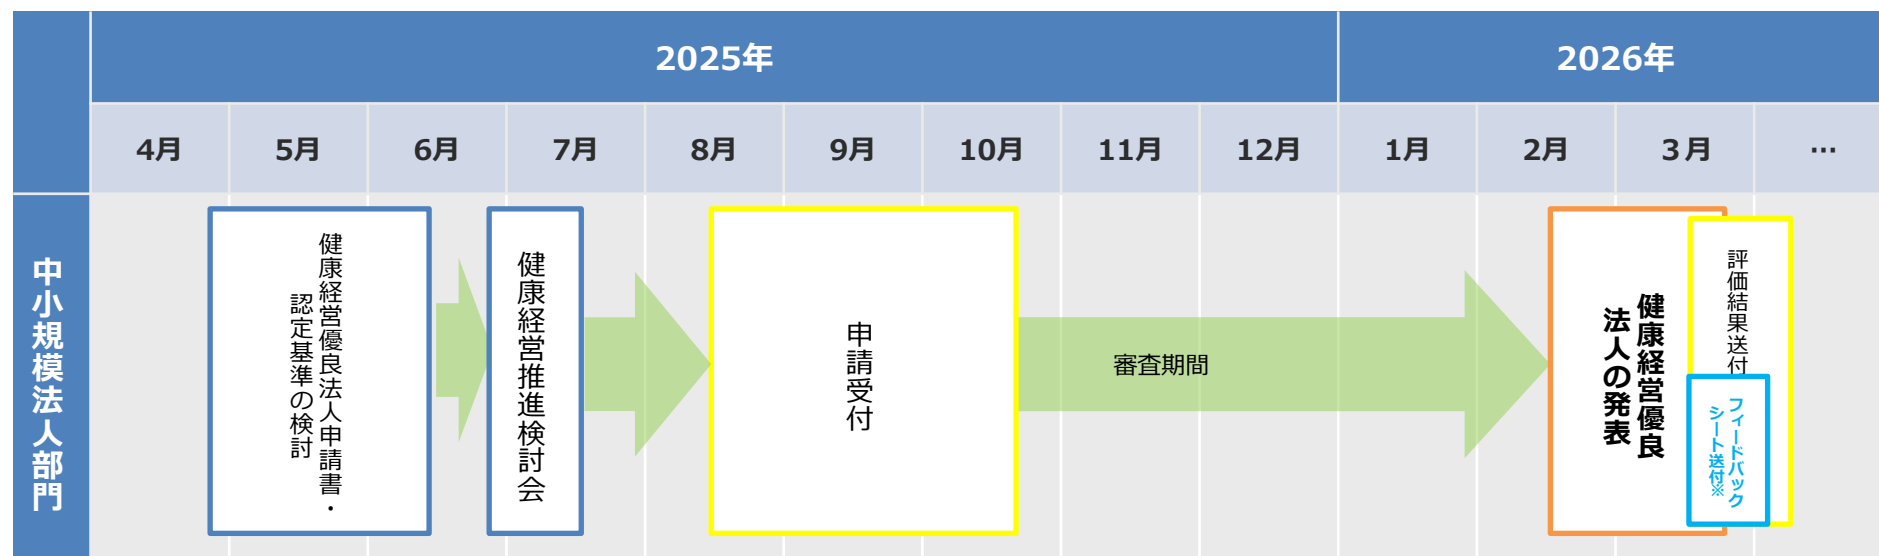 2025年
2026年
4月
5月
6月
7月
8月
9月
10月
11月
12月
1月
2月
３月
…
中小規模法人部門
健康経営優良法人申請書・
認定基準の検討
健康経営推進検討会
申請受付
審査期間
健康経営優良
法人の発表
評価結果送付
フィードバック
シート送付※